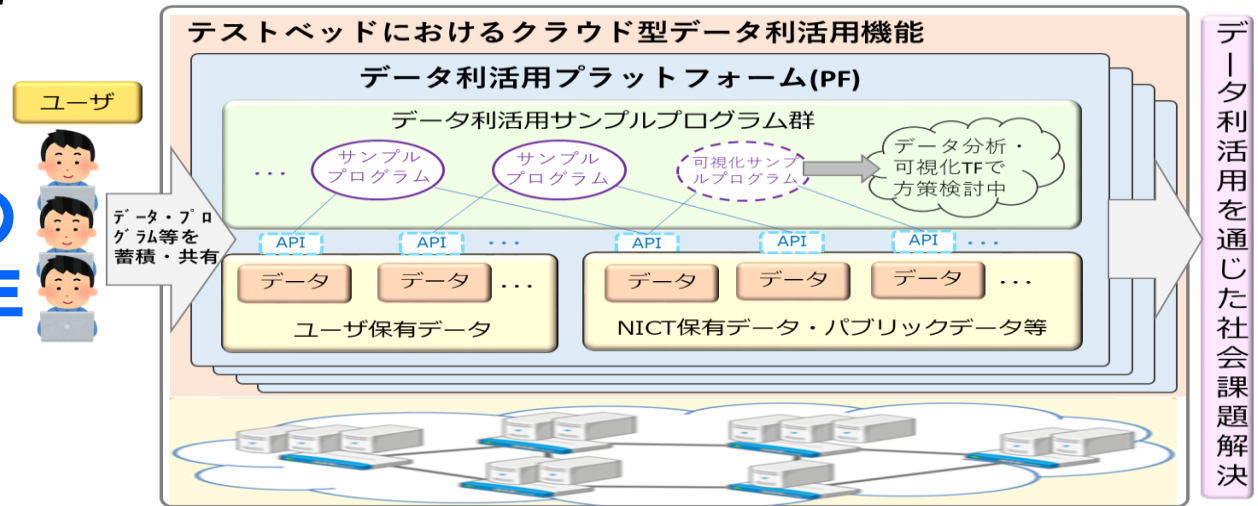 テストベッドにおけるクラウド型データ利活用機能
データ利活用プラットフォーム(PF)
ユーザ
データ利活用サンプルプログラム群
サンプル
プログラム
サンプル
プログラム
可視化サンプ
ルプログラム
データ分析・
可視化TFで
方策検討中
...
データ・プロ
グラム等を
蓄積・共有
API
API
...
API
API
API
...
データ
データ
...
データ
データ
データ
...
ユーザ保有データ
NICT保有データ・パブリックデータ等
データ利活用を通じた社会課題解決